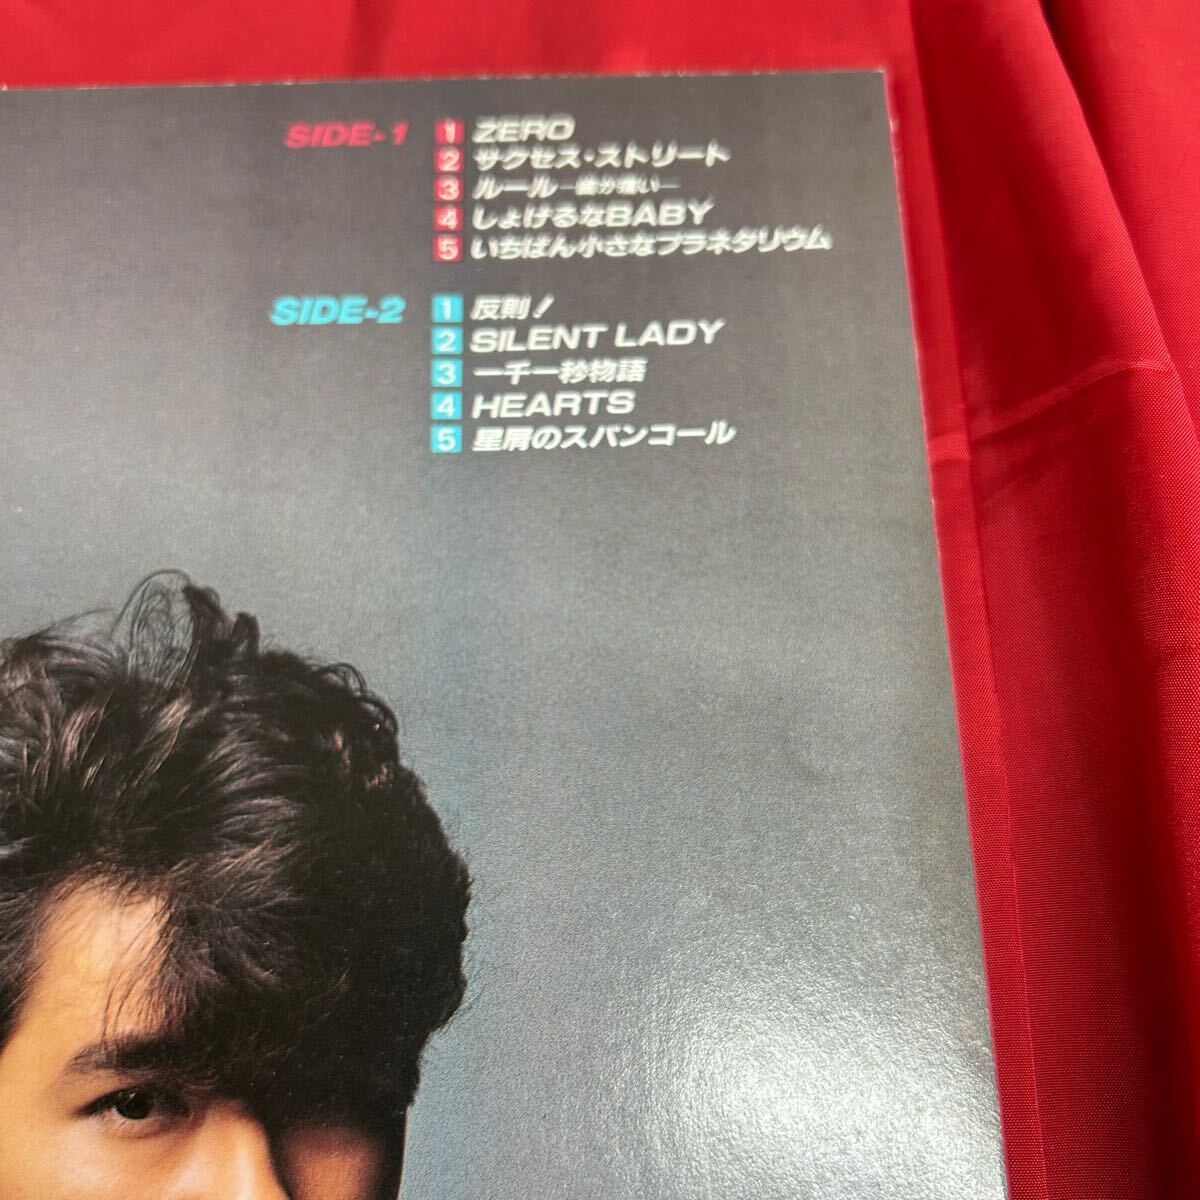 SIDE-1
1 ZERO
2 サクセス・ストリート
3 ルール
4 しょげるなBABY
5 いちばん小さなプラネタリウム
SIDE-2
1 反則!
2 SILENT LADY
3 一千一秒物語
4 HEARTS
5 星屑のスパンコール